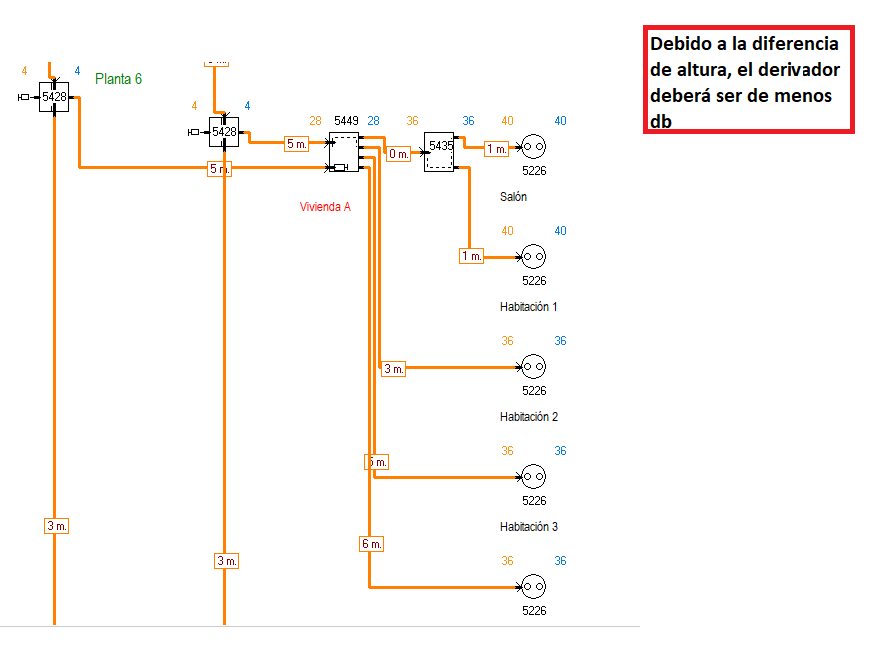 Debido a la diferencia
de altura, el derivador
deberá ser de menos
db
4 4 Planta 6
5428
4 4
5428
28 5449 28 36 36 40 40
5435
5 m. 0 m. 1 m.
5 m.
5226
Salón
Vivienda A
40 40
1 m.
5226
Habitación 1
36 36
3 m.
5226
Habitación 2
36 36
5 m.
5226
Habitación 3
3 m.
6 m.
3 m.
36 36
5226